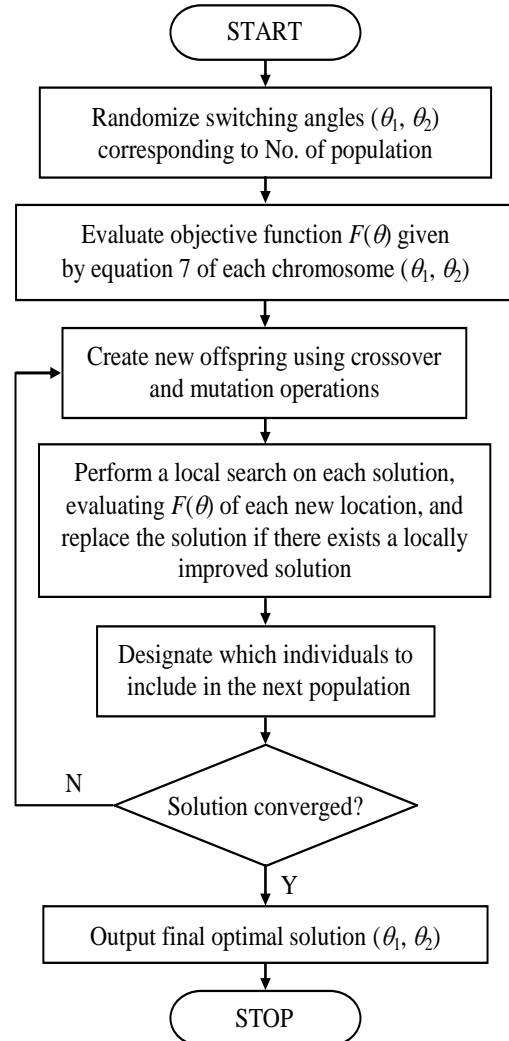 START
Randomize switching angles (θ₁, θ₂)
corresponding to No. of population
Evaluate objective function F(θ) given
by equation 7 of each chromosome (θ₁, θ₂)
Create new offspring using crossover
and mutation operations
Perform a local search on each solution,
evaluating F(θ) of each new location, and
replace the solution if there exists a locally
improved solution
Designate which individuals to
include in the next population
N
Solution converged?
Y
Output final optimal solution (θ₁, θ₂)
STOP